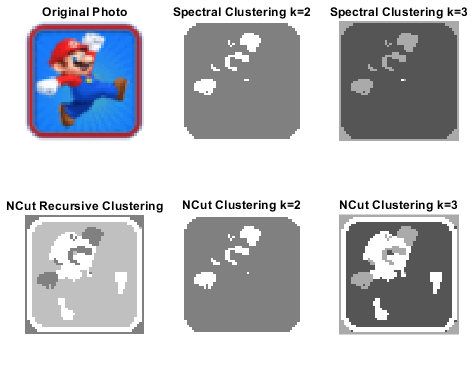 Original Photo
Spectral Clustering k=2
Spectral Clustering k=3
NCut Recursive Clustering
NCut Clustering k=2
NCut Clustering k=3